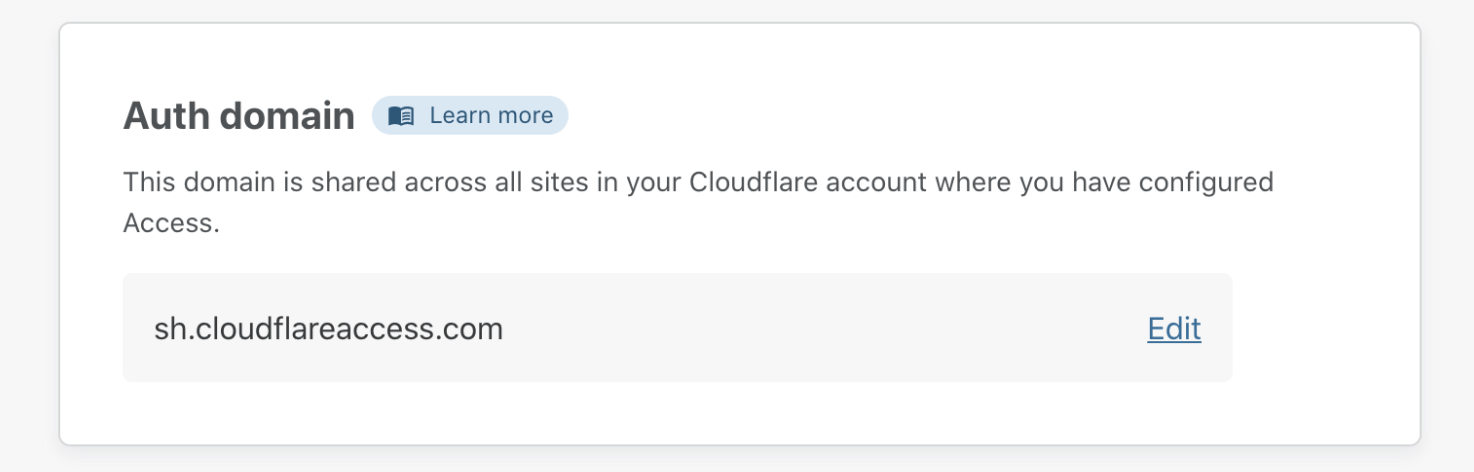 Auth domain Learn more
This domain is shared across all sites in your Cloudflare account where you have configured
Access.
sh.cloudflareaccess.com Edit